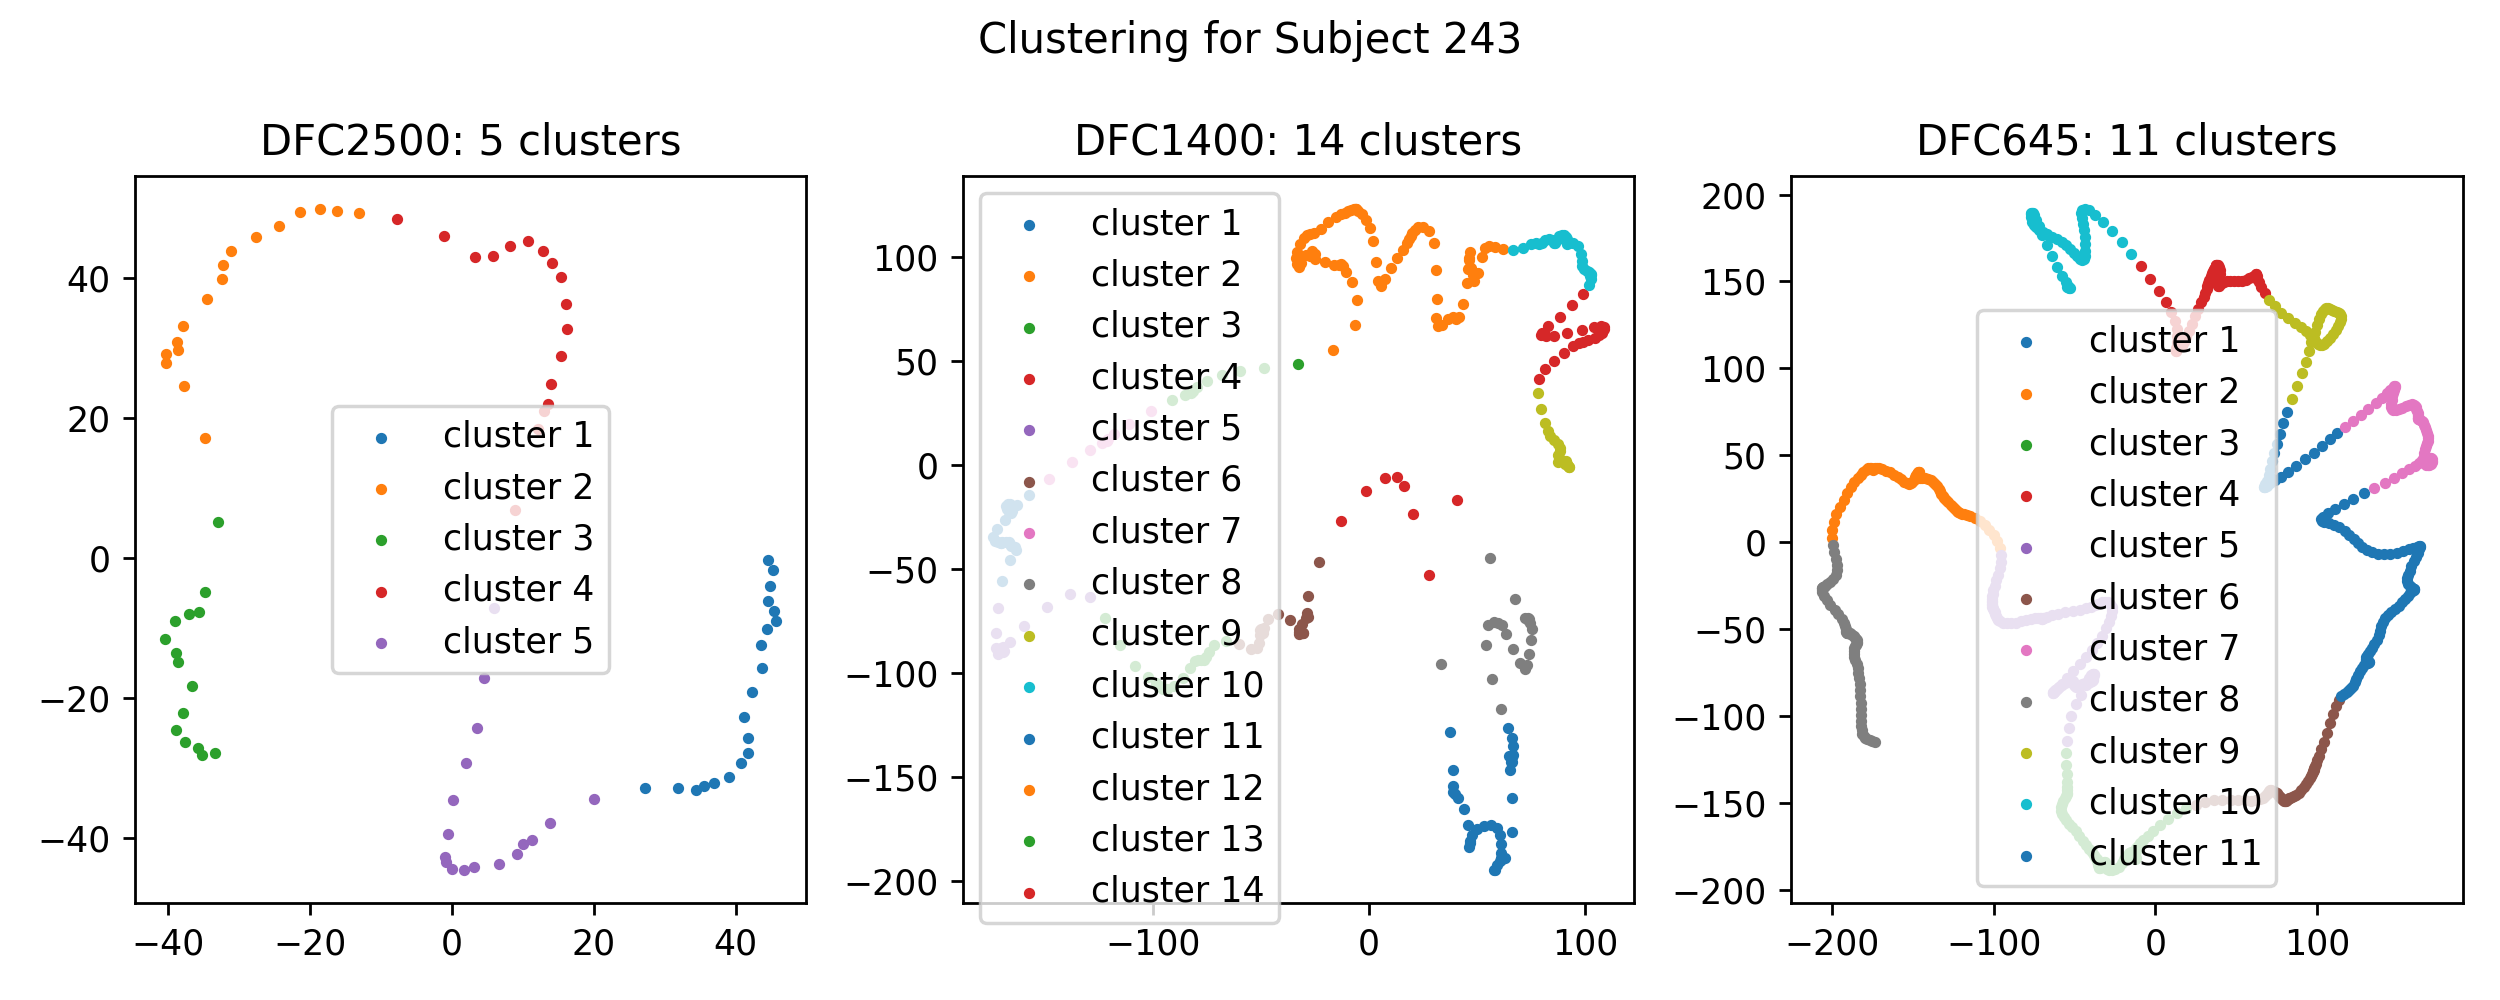 Clustering for Subject 243
DFC2500: 5 clusters
40
20
0
−20
−40
−40
−20
0
20
40
cluster 1
cluster 2
cluster 3
cluster 4
cluster 5
DFC1400: 14 clusters
100
50
0
−50
−100
−150
−200
−100
0
100
cluster 1
cluster 2
cluster 3
cluster 4
cluster 5
cluster 6
cluster 7
cluster 8
cluster 9
cluster 10
cluster 11
cluster 12
cluster 13
cluster 14
DFC645: 11 clusters
200
150
100
50
0
−50
−100
−150
−200
−200
−100
0
100
cluster 1
cluster 2
cluster 3
cluster 4
cluster 5
cluster 6
cluster 7
cluster 8
cluster 9
cluster 10
cluster 11